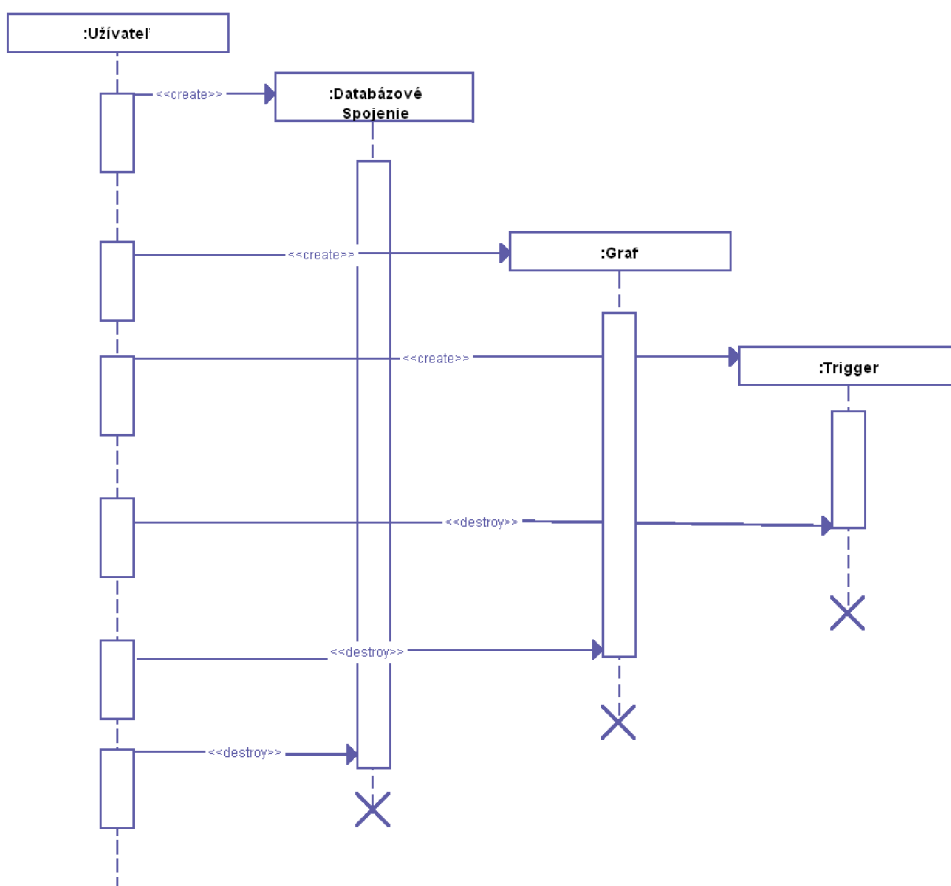 :Užívateľ
<<create>>
:Databázové
Spojenie
<<create>>
:Graf
<<create>>
:Trigger
<<destroy>>
<<destroy>>
<<destroy>>